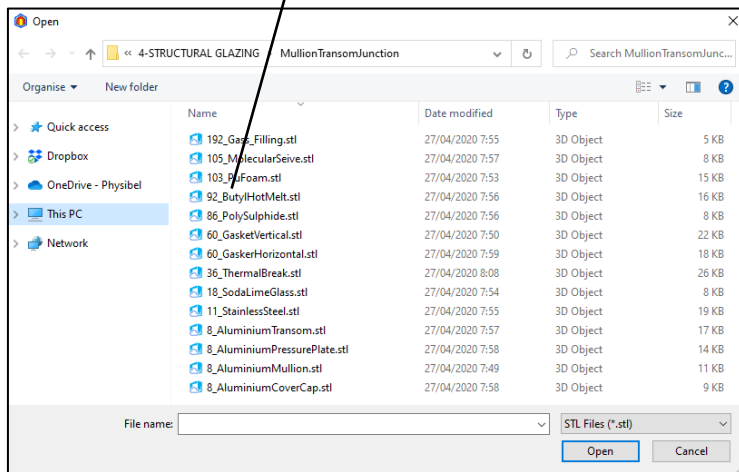 Open
« 4-STRUCTURAL GLAZING MullionTransomJunction
Search MullionTransomJunc...
Organise New folder
Name Date modified Type Size
Quick access
Dropbox
OneDrive - Physibel
This PC
Network
192_Gass_Filling.stl 27/04/2020 7:55 3D Object 5 KB
105_MolecularSeive.stl 27/04/2020 7:57 3D Object 8 KB
103_PuFoam.stl 27/04/2020 7:53 3D Object 15 KB
92_ButylHotMelt.stl 27/04/2020 7:56 3D Object 16 KB
86_PolySulphide.stl 27/04/2020 7:56 3D Object 8 KB
60_GasketVertical.stl 27/04/2020 7:50 3D Object 22 KB
60_GaskerHorizontal.stl 27/04/2020 7:59 3D Object 18 KB
36_ThermalBreak.stl 27/04/2020 8:08 3D Object 26 KB
18_SodaLimeGlass.stl 27/04/2020 7:54 3D Object 8 KB
11_StainlessSteel.stl 27/04/2020 7:55 3D Object 19 KB
8_AluminiumTransom.stl 27/04/2020 7:57 3D Object 17 KB
8_AluminiumPressurePlate.stl 27/04/2020 7:58 3D Object 14 KB
8_AluminiumMullion.stl 27/04/2020 7:49 3D Object 11 KB
8_AluminiumCoverCap.stl 27/04/2020 7:58 3D Object 9 KB
File name: STL Files (*.stl)
Open Cancel